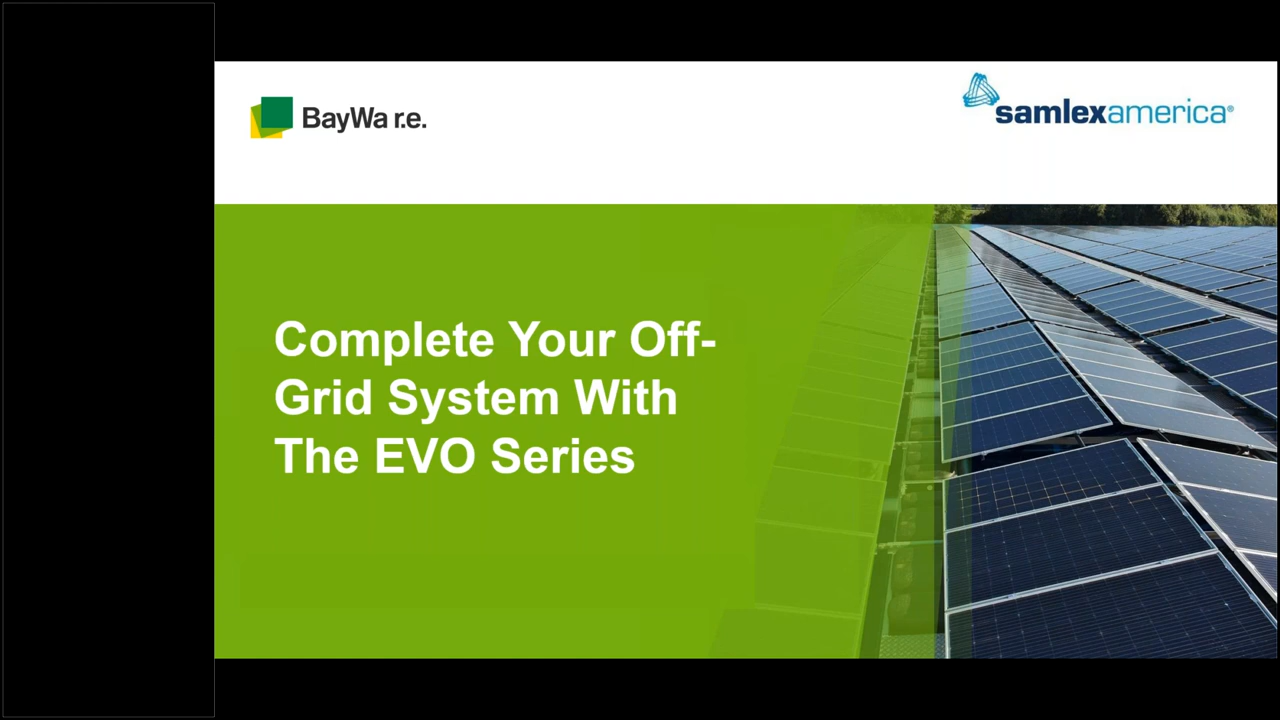 BayWa r.e.
samlexamerica®
Complete Your Off-
Grid System With
The EVO Series